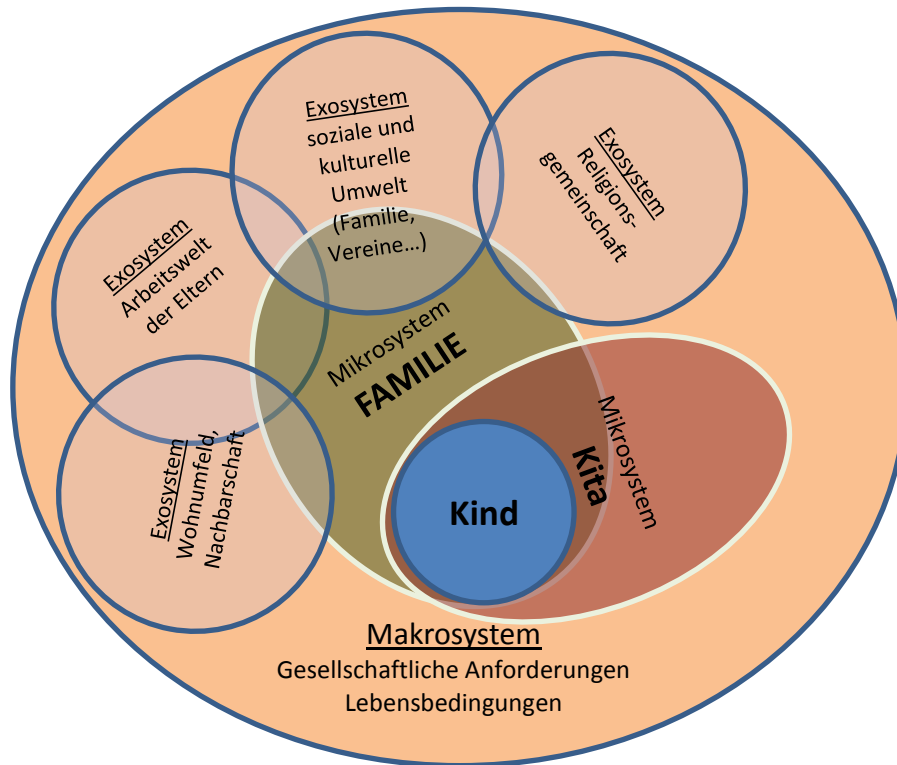 Exosystem
soziale und
kulturelle
Umwelt
(Familie,
Vereine…)
Exosystem
Religions-
gemeinschaft
Exosystem
Arbeitswelt
der Eltern
Mikrosystem
FAMILIE
Mikrosystem
Kita
Exosystem
Wohnumfeld,
Nachbarschaft
Kind
Makrosystem
Gesellschaftliche Anforderungen
Lebensbedingungen